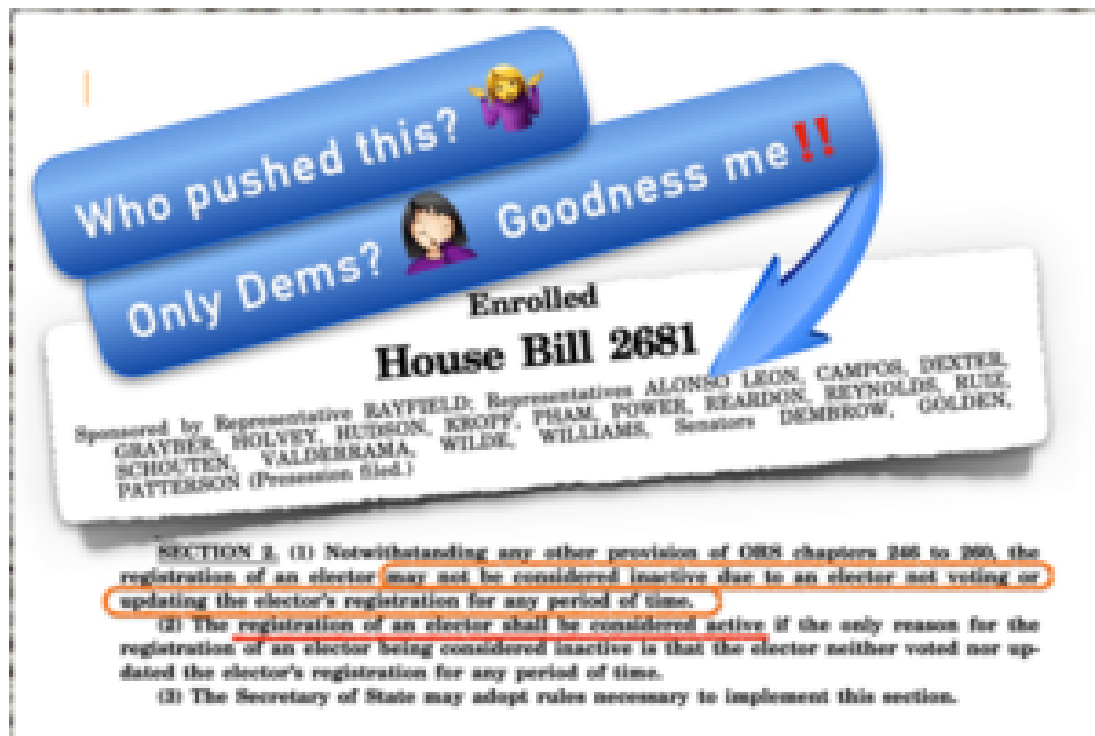 Who pushed this?
Only Dems? Goodness me!!
Enrolled
House Bill 2681
Sponsored by Representative RAYFIELD; Representatives ALONSO LEON, CAMPOS, DEXTER,
GRAYBER, HOLVEY, HUDSON, KROPF, PHAM, POWER, REARDON, REYNOLDS, RUIZ,
SCHOUTEN, VALDERRAMA, WILDE, WILLIAMS, Senators DEMBROW, GOLDEN,
PATTERSON (Presession filed.)
SECTION 2. (1) Notwithstanding any other provision of ORS chapters 246 to 260, the
registration of an elector may not be considered inactive due to an elector not voting or
updating the elector's registration for any period of time.
(2) The registration of an elector shall be considered active if the only reason for the
registration of an elector being considered inactive is that the elector neither voted nor up-
dated the elector's registration for any period of time.
(3) The Secretary of State may adopt rules necessary to implement this section.